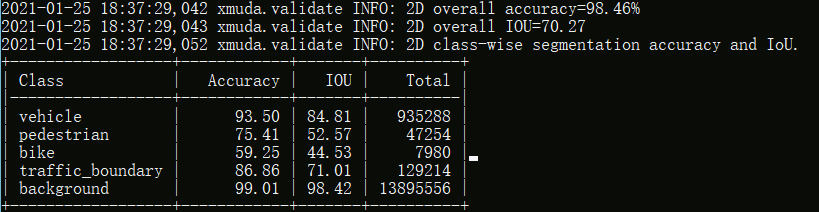 2021-01-25 18:37:29,042 xmuda.validate INFO: 2D overall accuracy=98.46%
2021-01-25 18:37:29,043 xmuda.validate INFO: 2D overall IOU=70.27
2021-01-25 18:37:29,052 xmuda.validate INFO: 2D class-wise segmentation accuracy and IoU.
+------------------+----------+-------+----------+
| Class            | Accuracy |   IOU |    Total |
|------------------+----------+-------+----------|
| vehicle          |    93.50 | 84.81 |   935288 |
| pedestrian       |    75.41 | 52.57 |    47254 |
| bike             |    59.25 | 44.53 |     7980 |
| traffic_boundary |    86.86 | 71.01 |   129214 |
| background       |    99.01 | 98.42 | 13895556 |
+------------------+----------+-------+----------+